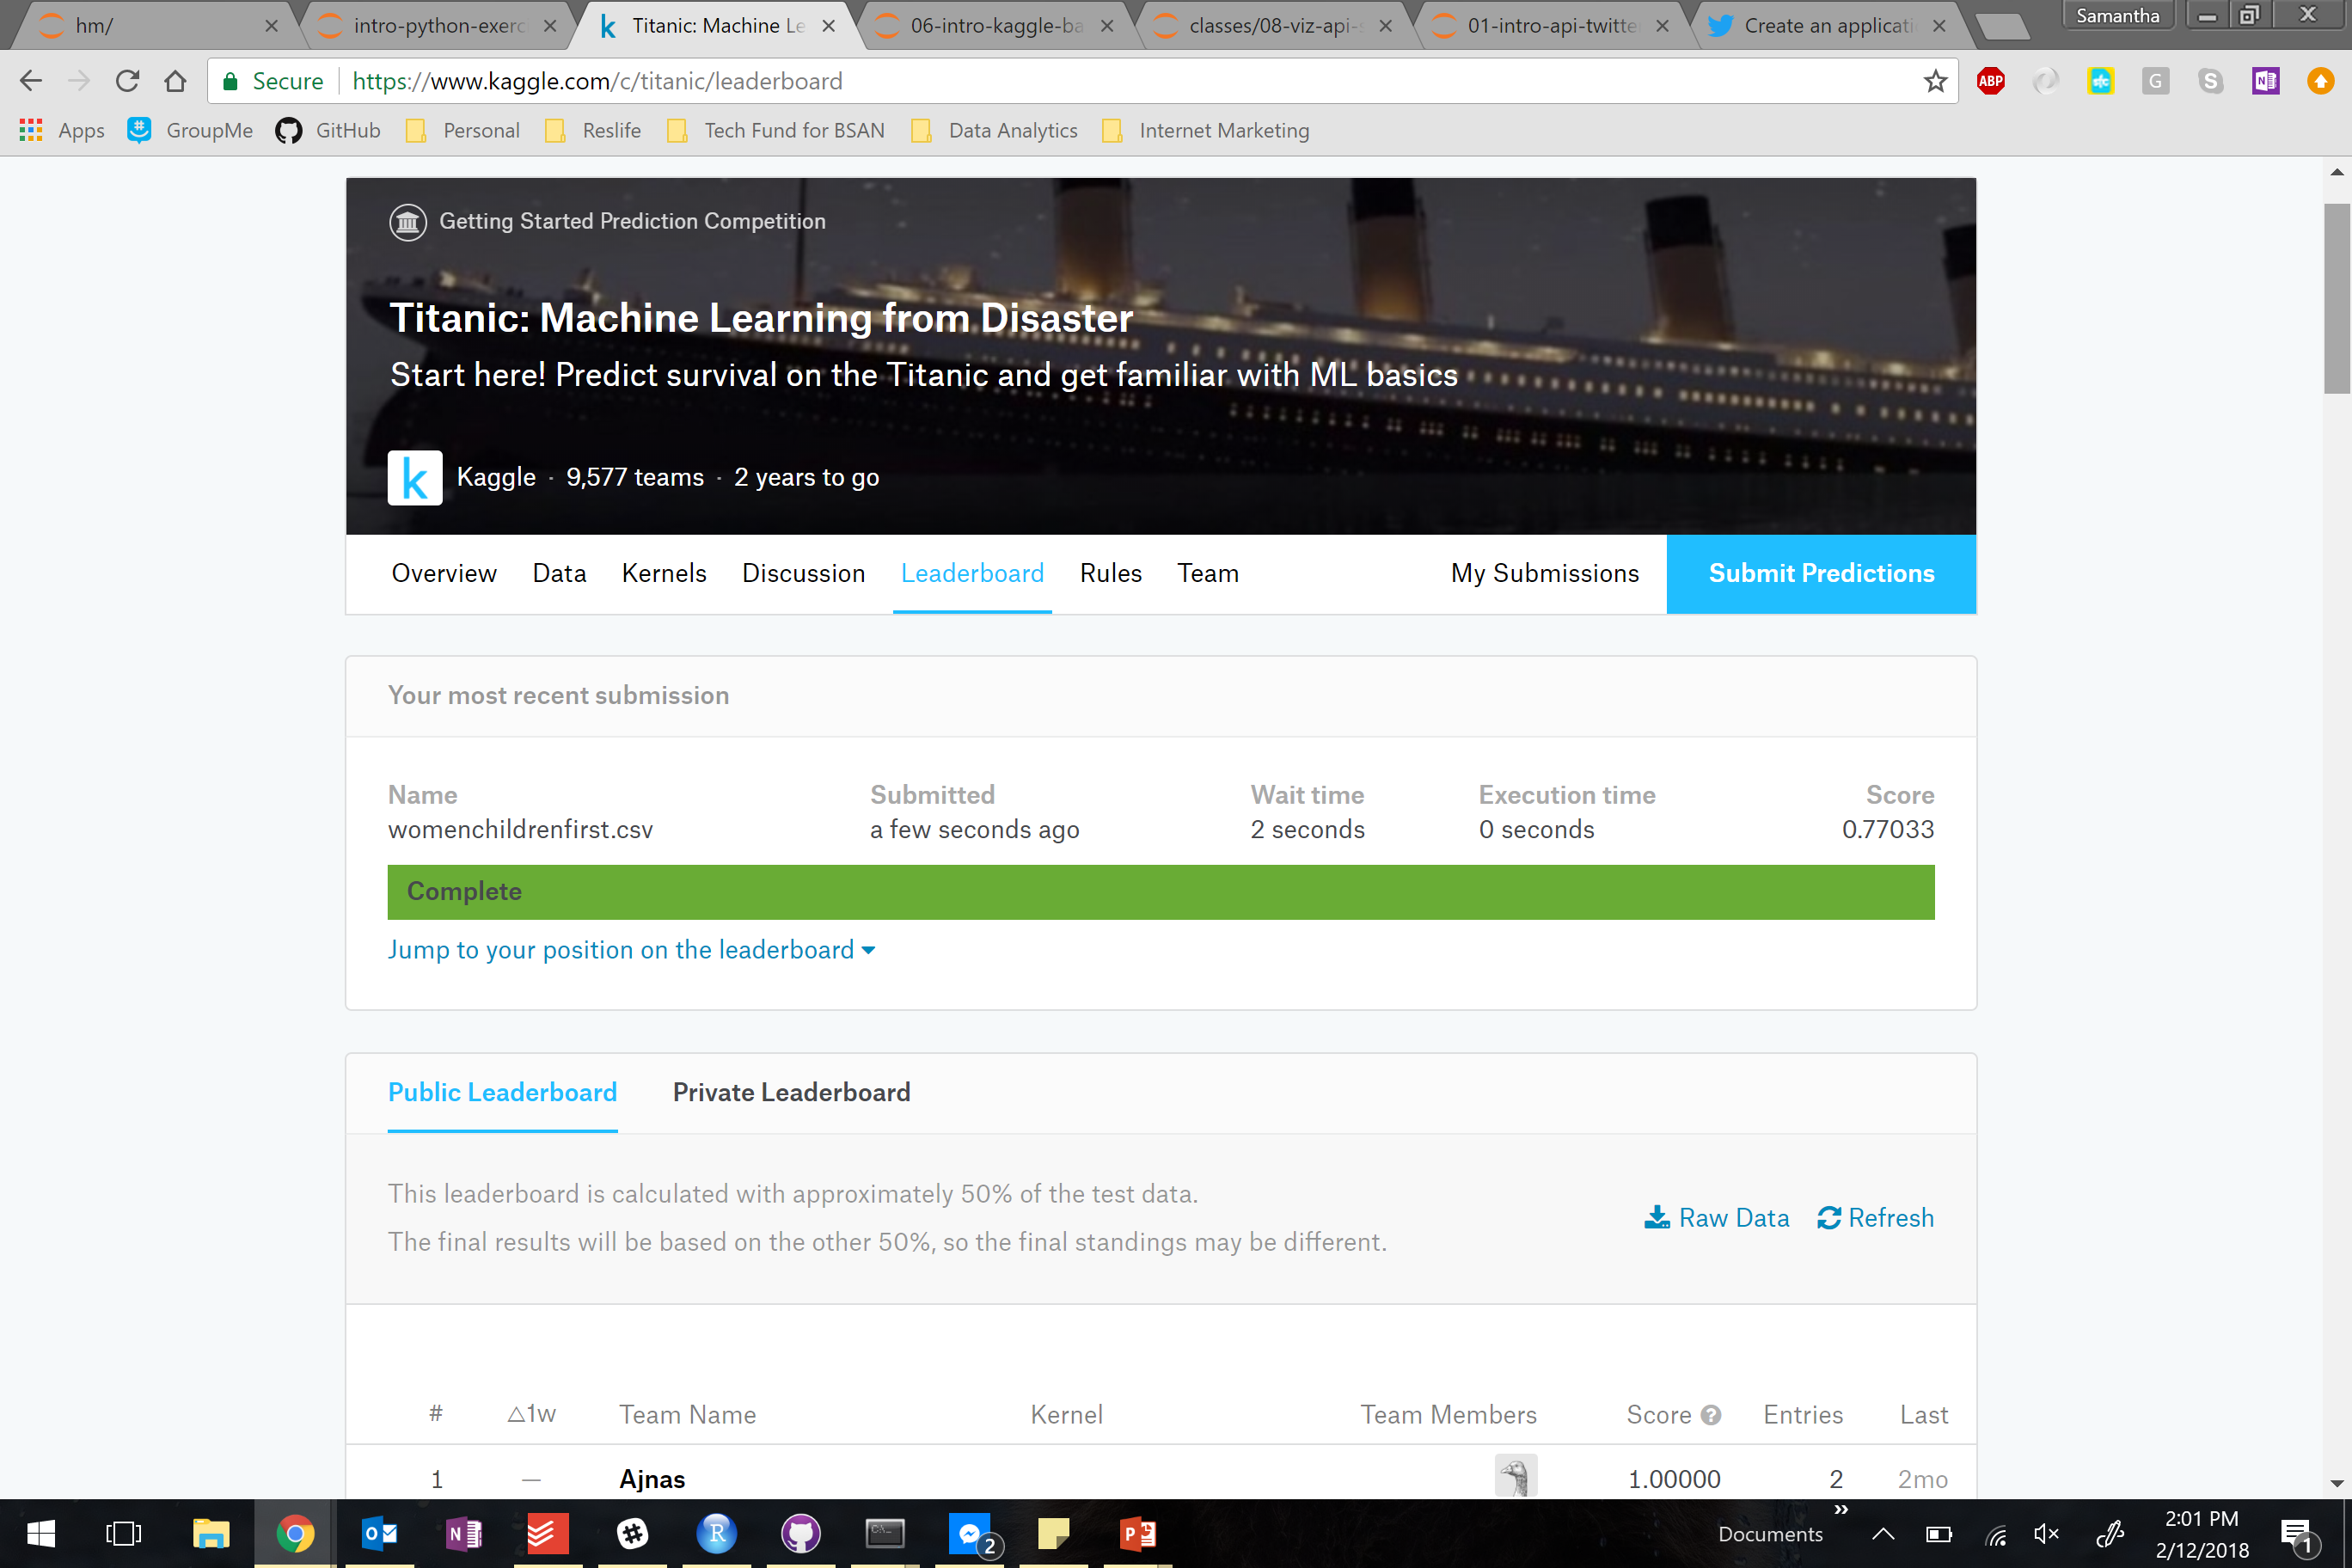 hm/
intro-python-exerc
Titanic: Machine Le
06-intro-kaggle-ba
classes/08-viz-api-s
01-intro-api-twitte
Create an applicati
Samantha
Secure https://www.kaggle.com/c/titanic/leaderboard
ABP
G
S
N
Apps GroupMe GitHub Personal Reslife Tech Fund for BSAN Data Analytics Internet Marketing
Getting Started Prediction Competition
Titanic: Machine Learning from Disaster
Start here! Predict survival on the Titanic and get familiar with ML basics
k Kaggle · 9,577 teams · 2 years to go
Overview Data Kernels Discussion Leaderboard Rules Team My Submissions Submit Predictions
Your most recent submission
Name Submitted Wait time Execution time Score
womenchildrenfirst.csv a few seconds ago 2 seconds 0 seconds 0.77033
Complete
Jump to your position on the leaderboard
Public Leaderboard Private Leaderboard
This leaderboard is calculated with approximately 50% of the test data.
The final results will be based on the other 50%, so the final standings may be different.
Raw Data Refresh
# △1w Team Name Kernel Team Members Score ? Entries Last
1 — Ajnas 1.00000 2 2mo
Documents
2:01 PM
2/12/2018
2
1